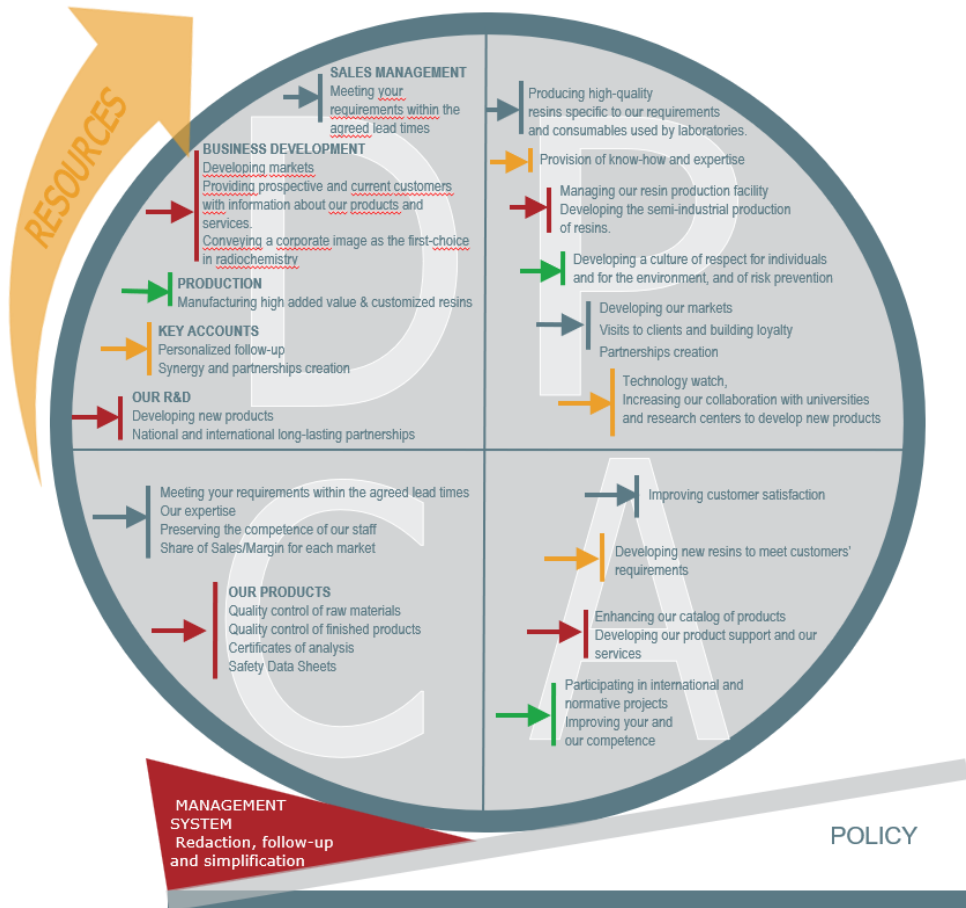 RESOURCES
D
SALES MANAGEMENT
Meeting your
requirements within the
agreed lead times
BUSINESS DEVELOPMENT
Developing markets
Providing prospective and current customers
with information about our products and
services.
Conveying a corporate image as the first-choice
in radiochemistry
PRODUCTION
Manufacturing high added value & customized resins
KEY ACCOUNTS
Personalized follow-up
Synergy and partnerships creation
OUR R&D
Developing new products
National and international long-lasting partnerships
P
Producing high-quality
resins specific to our requirements
and consumables used by laboratories.
Provision of know-how and expertise
Managing our resin production facility
Developing the semi-industrial production
of resins.
Developing a culture of respect for individuals
and for the environment, and of risk prevention
Developing our markets
Visits to clients and building loyalty
Partnerships creation
Technology watch,
Increasing our collaboration with universities
and research centers to develop new products
C
Meeting your requirements within the agreed lead times
Our expertise
Preserving the competence of our staff
Share of Sales/Margin for each market
OUR PRODUCTS
Quality control of raw materials
Quality control of finished products
Certificates of analysis
Safety Data Sheets
A
Improving customer satisfaction
Developing new resins to meet customers'
requirements
Enhancing our catalog of products
Developing our product support and our
services
Participating in international and
normative projects
Improving your and
our competence
MANAGEMENT
SYSTEM
Redaction, follow-up
and simplification
POLICY